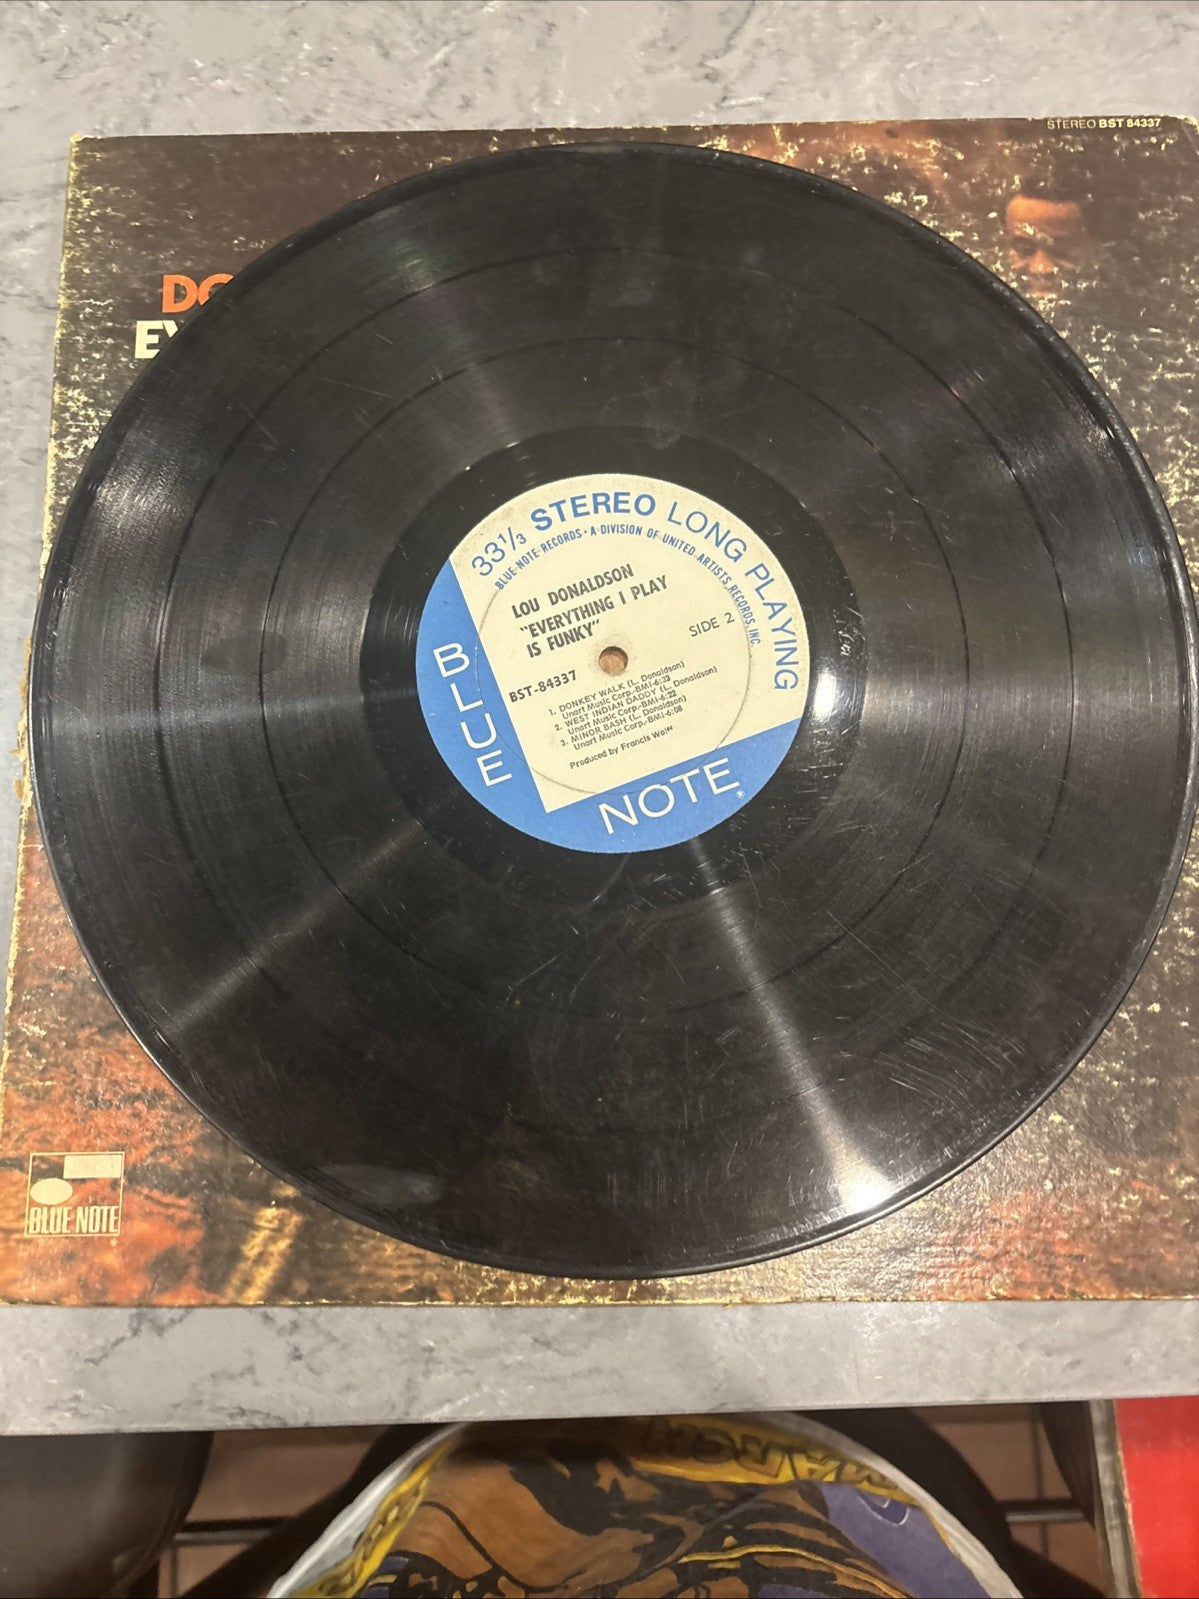 STEREO BST 84337
DO
EV
33⅓ STEREO LONG PLAYING
BLUE NOTE RECORDS • A DIVISION OF UNITED ARTISTS RECORDS, INC.
LOU DONALDSON
"EVERYTHING I PLAY
IS FUNKY"
SIDE 2
BST-84337
1. DONKEY WALK (L. Donaldson)
Unart Music Corp.-BMI-6:32
2. WEST INDIAN DADDY (L. Donaldson)
Unart Music Corp.-BMI-6:22
3. MINOR BASH (L. Donaldson)
Unart Music Corp.-BMI-6:08
Produced by Francis Wolff
BLUE
NOTE®
BLUE NOTE